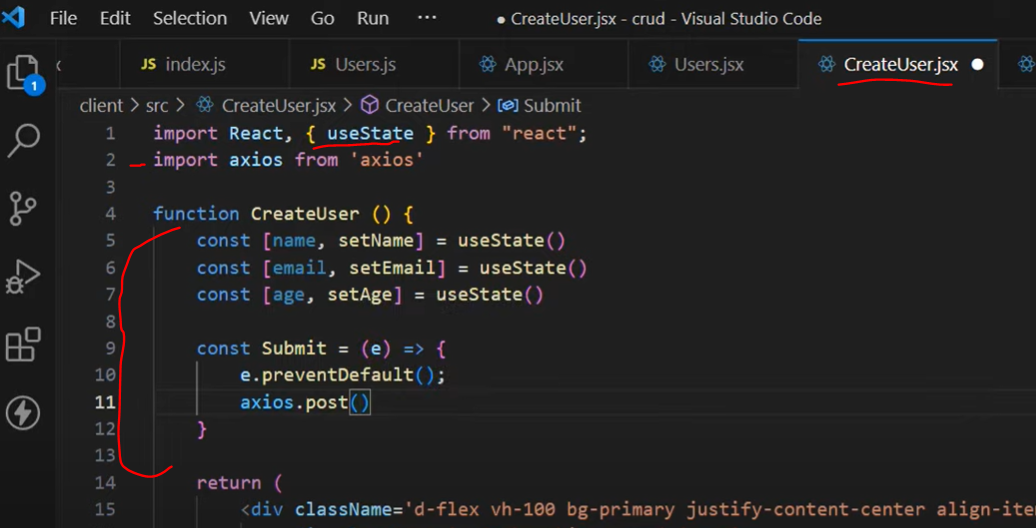 File Edit Selection View Go Run ··· ● CreateUser.jsx - crud - Visual Studio Code
JS index.js JS Users.js App.jsx Users.jsx CreateUser.jsx ●
1
client > src > CreateUser.jsx > CreateUser > Submit
1 import React, { useState } from "react";
2 import axios from 'axios'
3
4 function CreateUser () {
5 const [name, setName] = useState()
6 const [email, setEmail] = useState()
7 const [age, setAge] = useState()
8
9 const Submit = (e) => {
10 e.preventDefault();
11 axios.post()
12 }
13
14 return (
15 <div className='d-flex vh-100 bg-primary justify-content-center align-ite